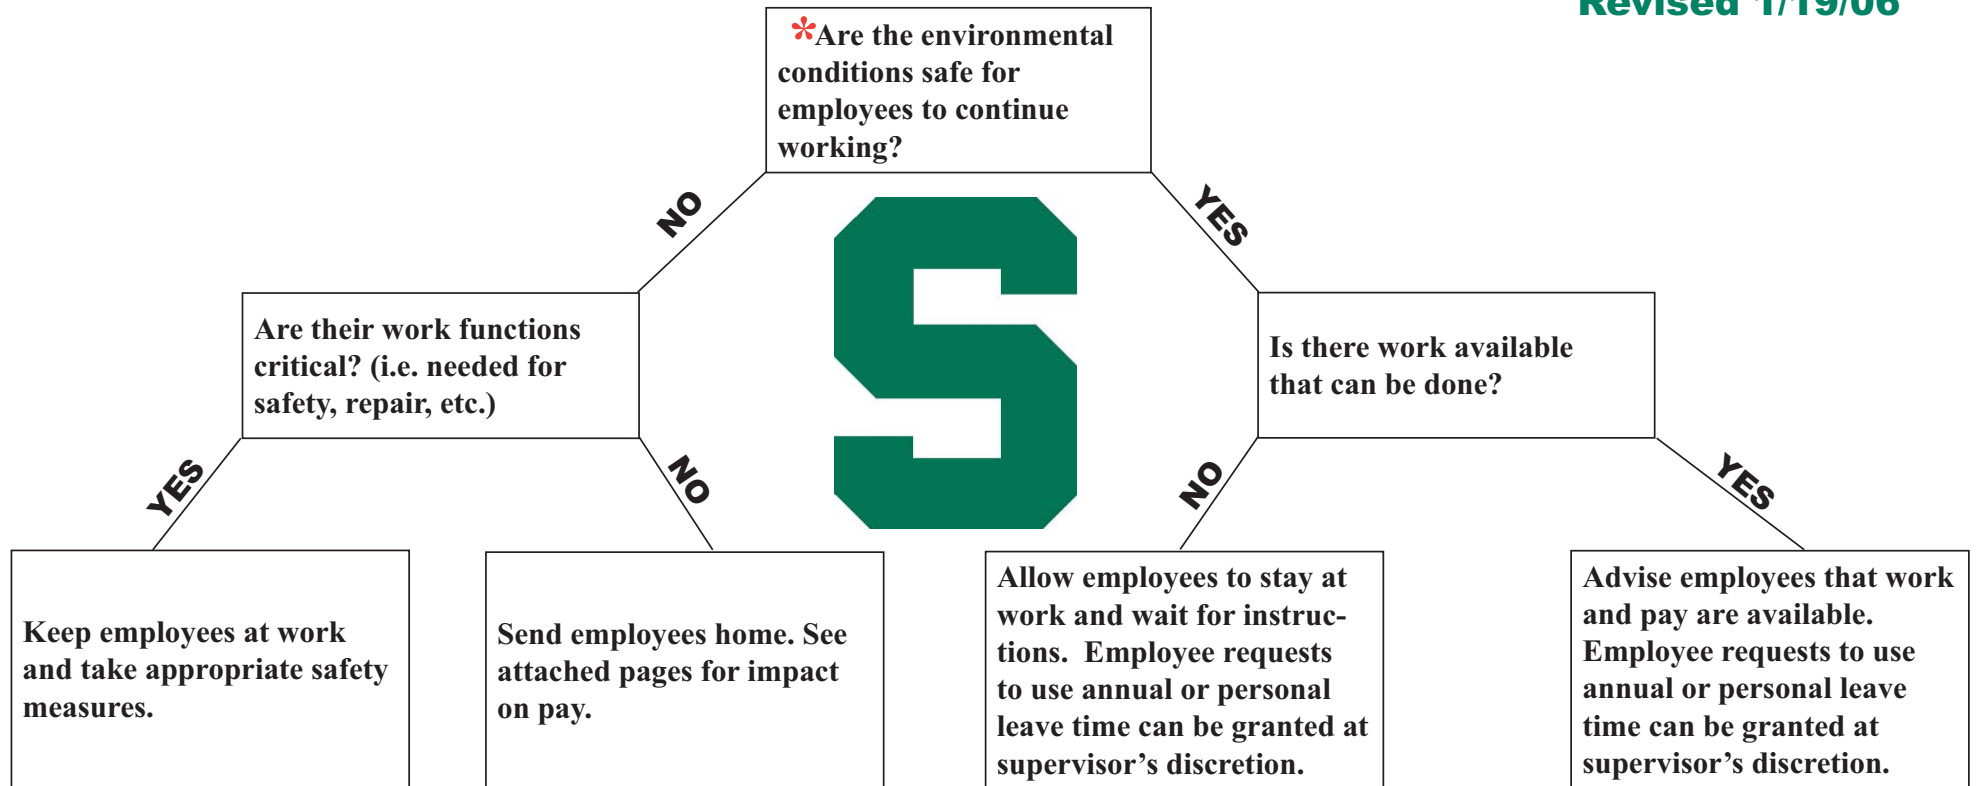 Revised 1/19/06
*Are the environmental
conditions safe for
employees to continue
working?
NO
YES
Are their work functions
critical? (i.e. needed for
safety, repair, etc.)
Is there work available
that can be done?
YES
NO
NO
YES
Keep employees at work
and take appropriate safety
measures.
Send employees home. See
attached pages for impact
on pay.
Allow employees to stay at
work and wait for instruc-
tions.  Employee requests
to use annual or personal
leave time can be granted at
supervisor’s discretion.
Advise employees that work
and pay are available.
Employee requests to use
annual or personal leave
time can be granted at
supervisor’s discretion.
S